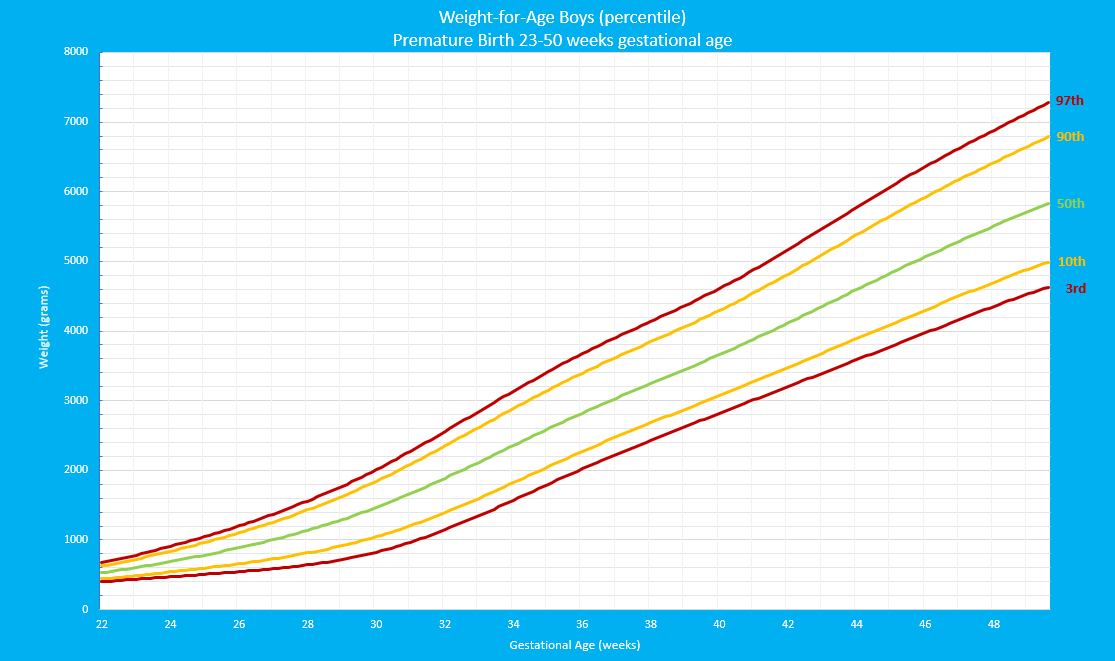 Weight-for-Age Boys (percentile)
Premature Birth 23-50 weeks gestational age
8000
7000
6000
5000
4000
3000
2000
1000
0
Weight (grams)
97th
90th
50th
10th
3rd
22 24 26 28 30 32 34 36 38 40 42 44 46 48
Gestational Age (weeks)